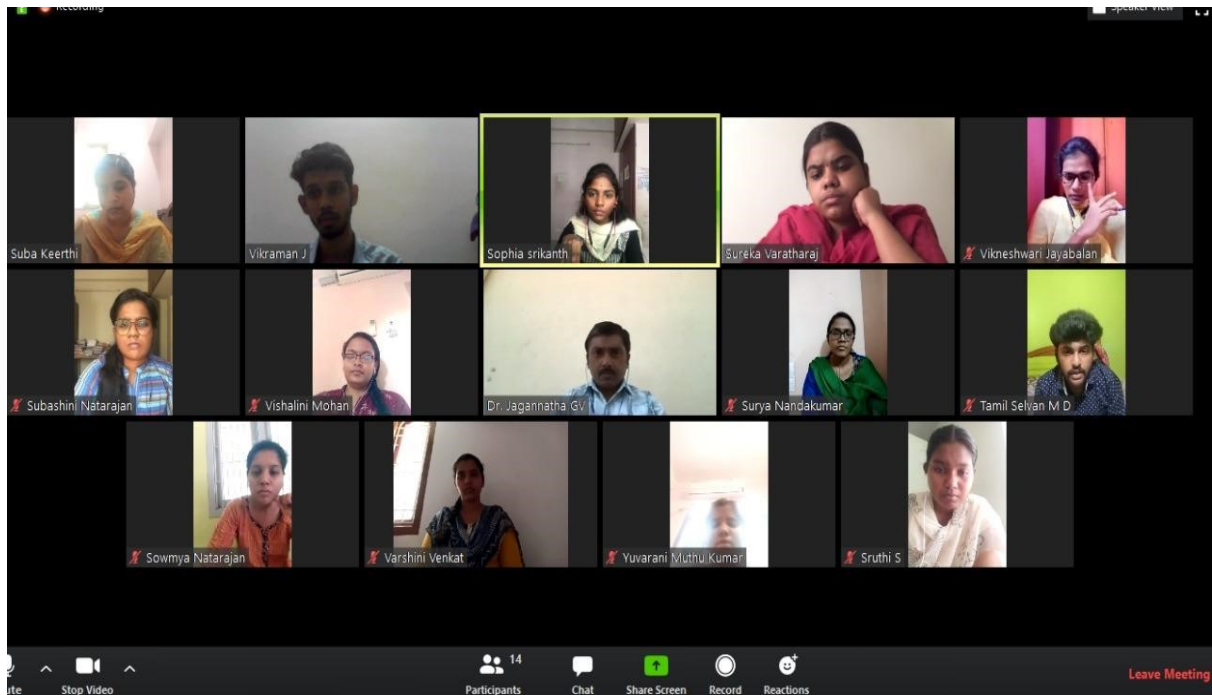 Recording
Speaker View
Suba Keerthi
Vikraman J
Sophia srikanth
Sureka Varatharaj
Vikneshwari Jayabalan
Subashini Natarajan
Vishalini Mohan
Dr. Jagannatha GV
Surya Nandakumar
Tamil Selvan M D
Sowmya Natarajan
Varshini Venkat
Yuvarani Muthu Kumar
Sruthi S
ute
Stop Video
14
Participants
Chat
Share Screen
Record
Reactions
Leave Meeting